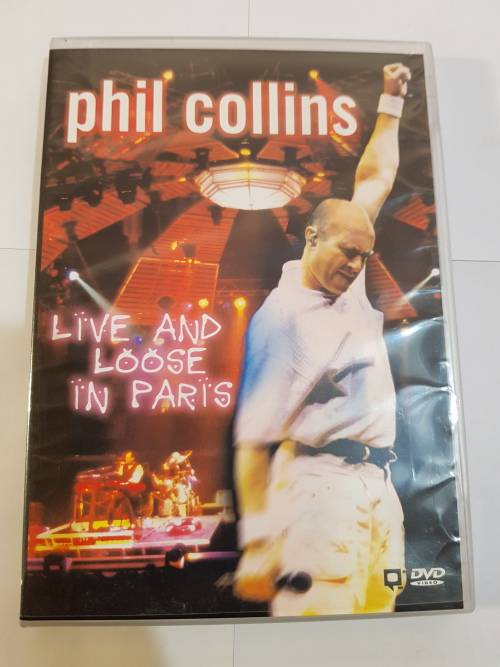 phil collins
LIVE AND
LOOSE
IN PARIS
DVD
VIDEO